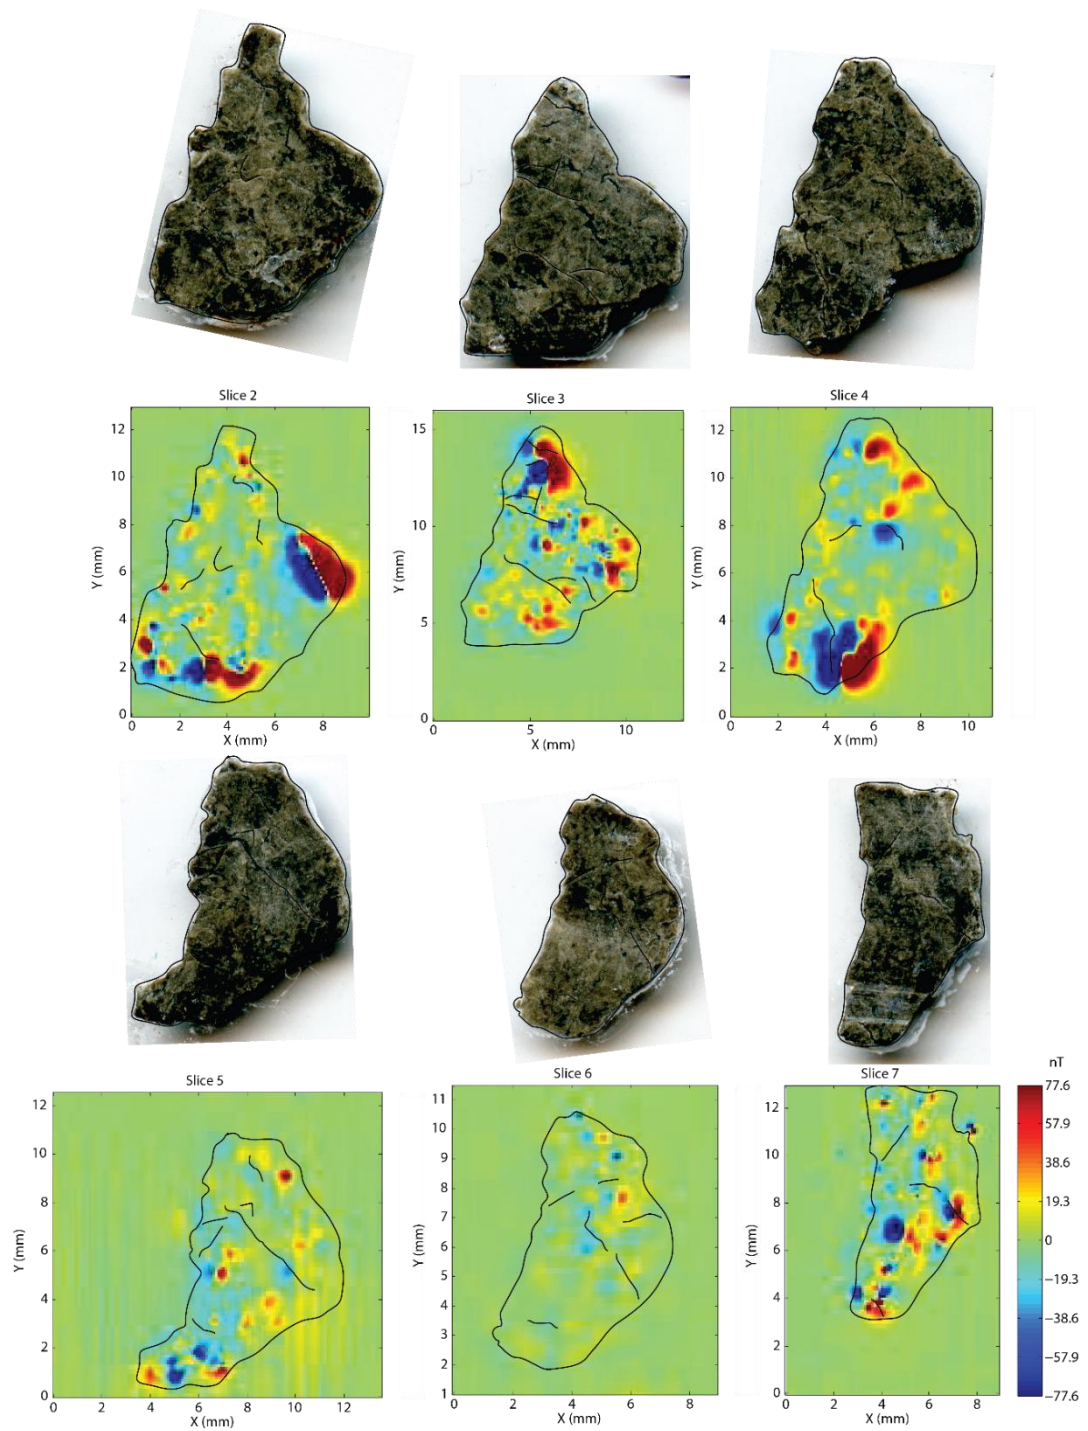 Slice 2
Slice 3
Slice 4
12
10
8
6
4
2
0
Y (mm)
0 2 4 6 8
X (mm)
15
10
5
0
Y (mm)
5 10
X (mm)
12
10
8
6
4
2
0
Y (mm)
0 2 4 6 8 10
X (mm)
Slice 5
Slice 6
Slice 7
12
10
8
6
4
2
0
Y (mm)
0 2 4 6 8 10 12
X (mm)
11
10
9
8
7
6
5
4
3
2
1
Y (mm)
0 2 4 6 8
X (mm)
12
10
8
6
4
2
0
Y (mm)
0 2 4 6 8
X (mm)
nT
77.6
57.9
38.6
19.3
0
−19.3
−38.6
−57.9
−77.6